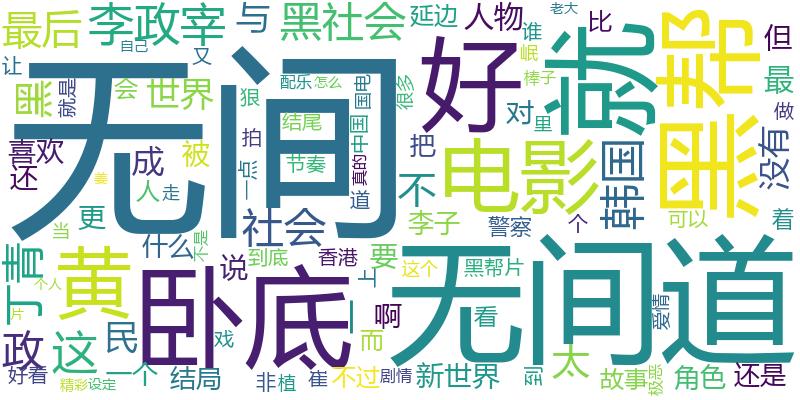 最后
李政宰
与
黑社会
延边
人物
谁
比
老大
但
让
自己
又
无间
好
就
黑帮
黑
就是
会
世界
狠
配乐
怎么
国电
很多
岷
棒子
最
做
喜欢
还
成
被
拍
结尾
真的
中国
对
里
把
电影
韩国
没有
姜
人
走
一点
节奏
道
不
更
社会
李子
警察
个
可以
着
当
什么
不是
到底
香港
要
这个
黑帮片
丁青
黄
说
卧底
上
一
无间道
个人
片
啊
看
爱情
政
这
民
戏
而
太
好看
一个
结局
非
植
崔
不过
剧情
新世界
到
故事
极恶
角色
还是
精彩
设定